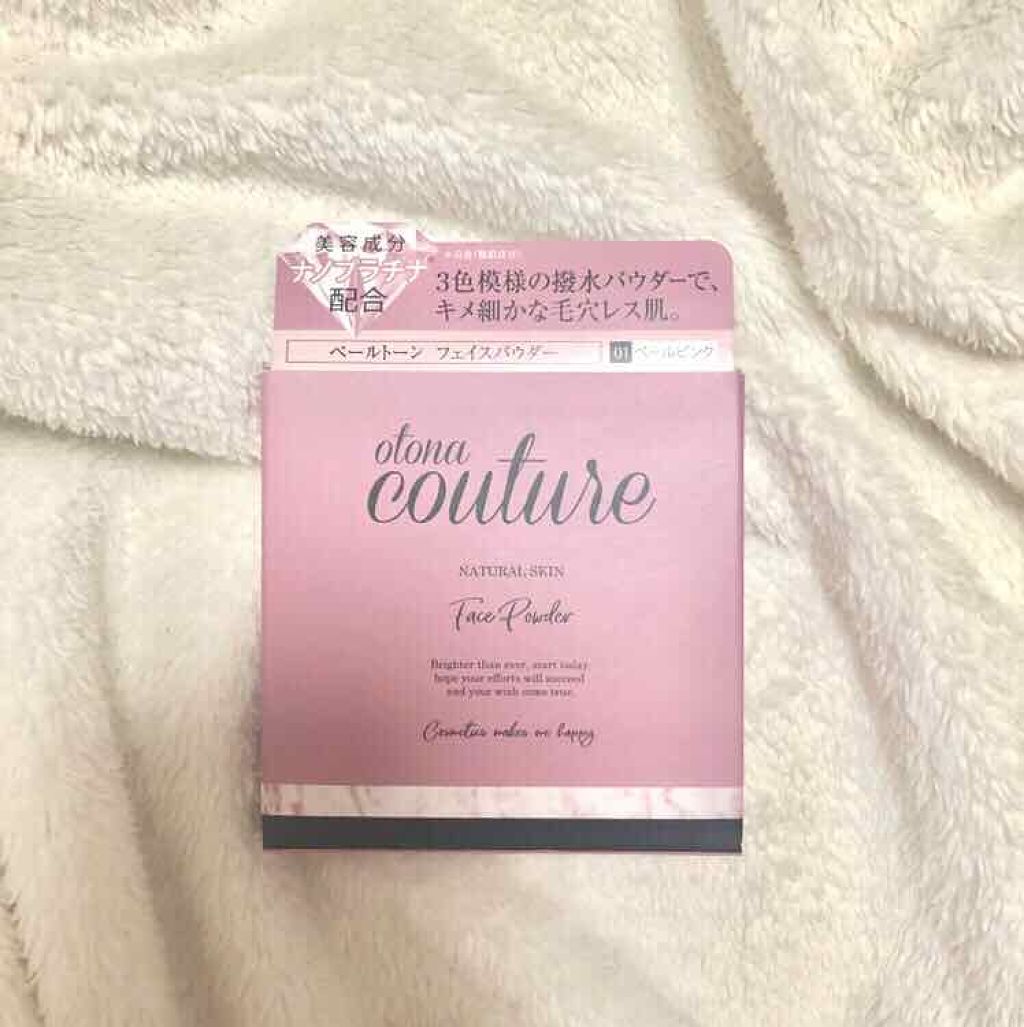 美容成分
ナノプラチナ
配合
3色模様の撥水パウダーで、
キメ細かな毛穴レス肌。
ペールトーン フェイスパウダー
01 ペールピンク
otona
couture
NATURAL SKIN
Face Powder
Brighter than ever, start today.
hope your efforts will succeed
and your wish come true.
Cosmetics makes me happy